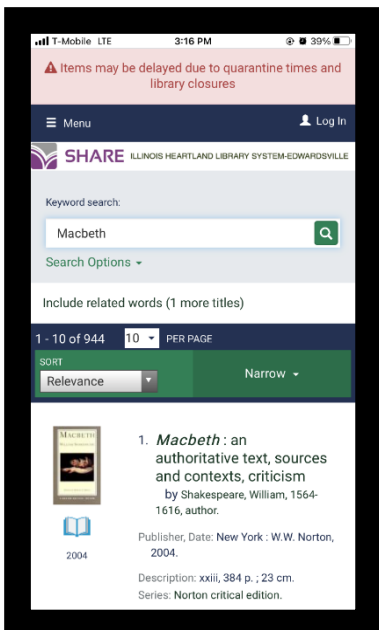 T-Mobile LTE 3:16 PM 39%
Items may be delayed due to quarantine times and
library closures
Menu Log In
SHARE ILLINOIS HEARTLAND LIBRARY SYSTEM-EDWARDSVILLE
Keyword search:
Macbeth
Search Options
Include related words (1 more titles)
1 - 10 of 944 10 PER PAGE
SORT
Relevance
Narrow
MACBETH
1. Macbeth : an
authoritative text, sources
and contexts, criticism
by Shakespeare, William, 1564-
1616, author.
Publisher, Date: New York : W.W. Norton,
2004.
2004
Description: xxiii, 384 p. ; 23 cm.
Series: Norton critical edition.